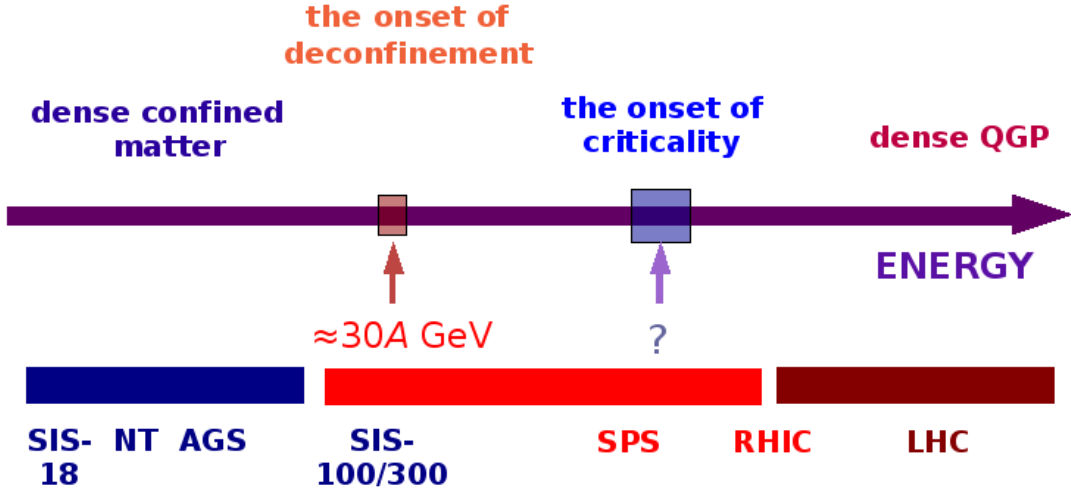 the onset of
deconfinement
dense confined
matter
the onset of
criticality
dense QGP
ENERGY
≈30A GeV
?
SIS-
18
NT
AGS
SIS-
100/300
SPS
RHIC
LHC